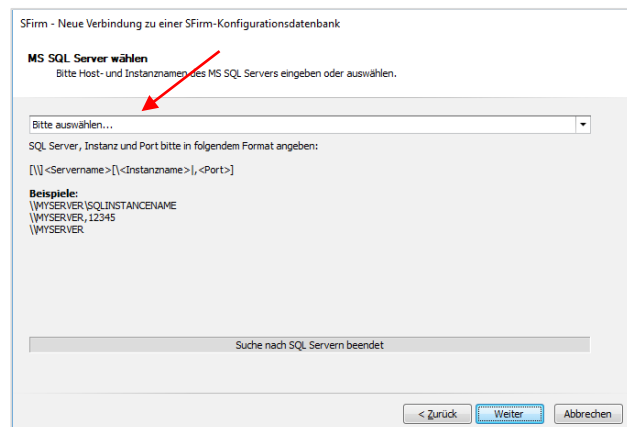 SFirm - Neue Verbindung zu einer SFirm-Konfigurationsdatenbank
MS SQL Server wählen
Bitte Host- und Instanznamen des MS SQL Servers eingeben oder auswählen.
Bitte auswählen...
SQL Server, Instanz und Port bitte in folgendem Format angeben:
[\\]<Servername>[\<Instanzname>|,<Port>]
Beispiele:
\\MYSERVER\SQLINSTANCENAME
\\MYSERVER,12345
\\MYSERVER
Suche nach SQL Servern beendet
< Zurück Weiter Abbrechen